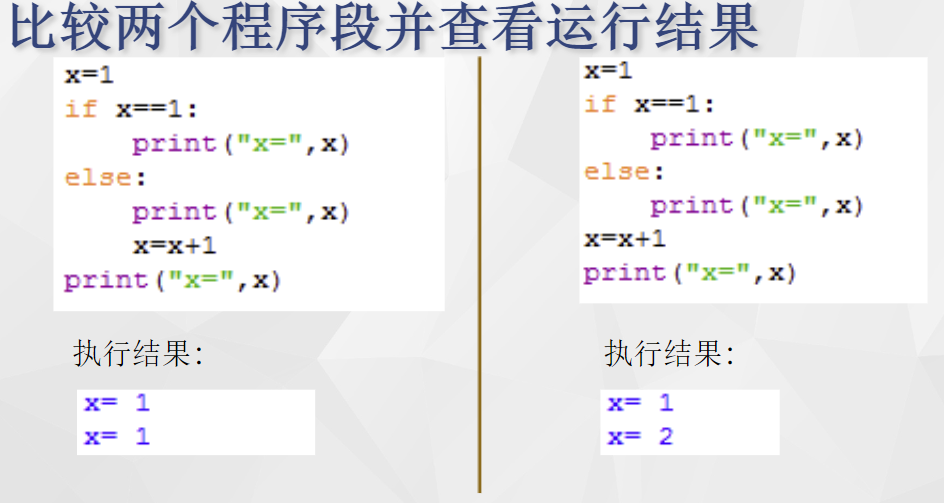 比较两个程序段并查看运行结果
x=1
if x==1:
    print("x=",x)
else:
    print("x=",x)
    x=x+1
print("x=",x)
执行结果：
x= 1
x= 1
x=1
if x==1:
    print("x=",x)
else:
    print("x=",x)
x=x+1
print("x=",x)
执行结果：
x= 1
x= 2